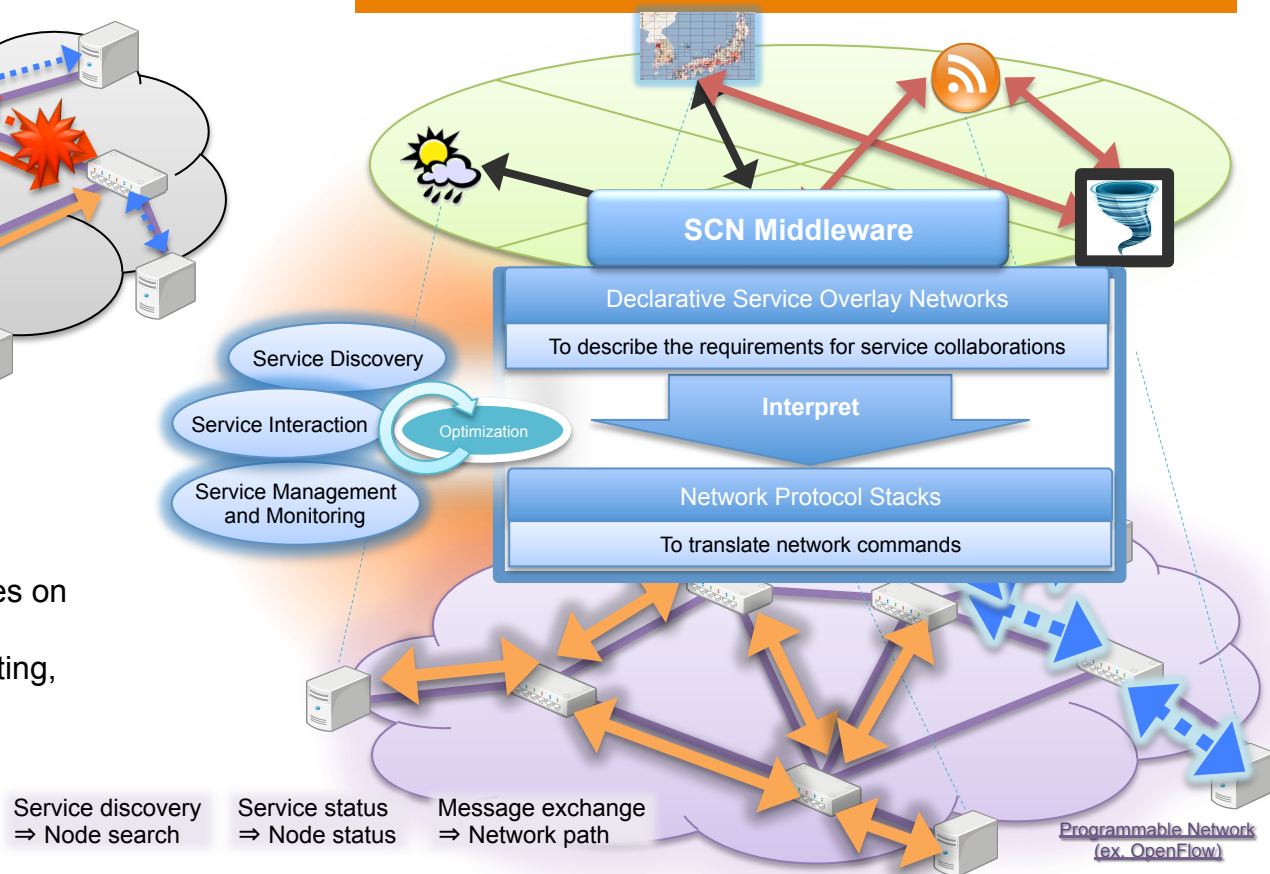 SCN Middleware
Declarative Service Overlay Networks
To describe the requirements for service collaborations
Interpret
Network Protocol Stacks
To translate network commands
Service Discovery
Service Interaction
Optimization
Service Management
and Monitoring
es on
ting,
Service discovery
⇒ Node search
Service status
⇒ Node status
Message exchange
⇒ Network path
Programmable Network
(ex. OpenFlow)